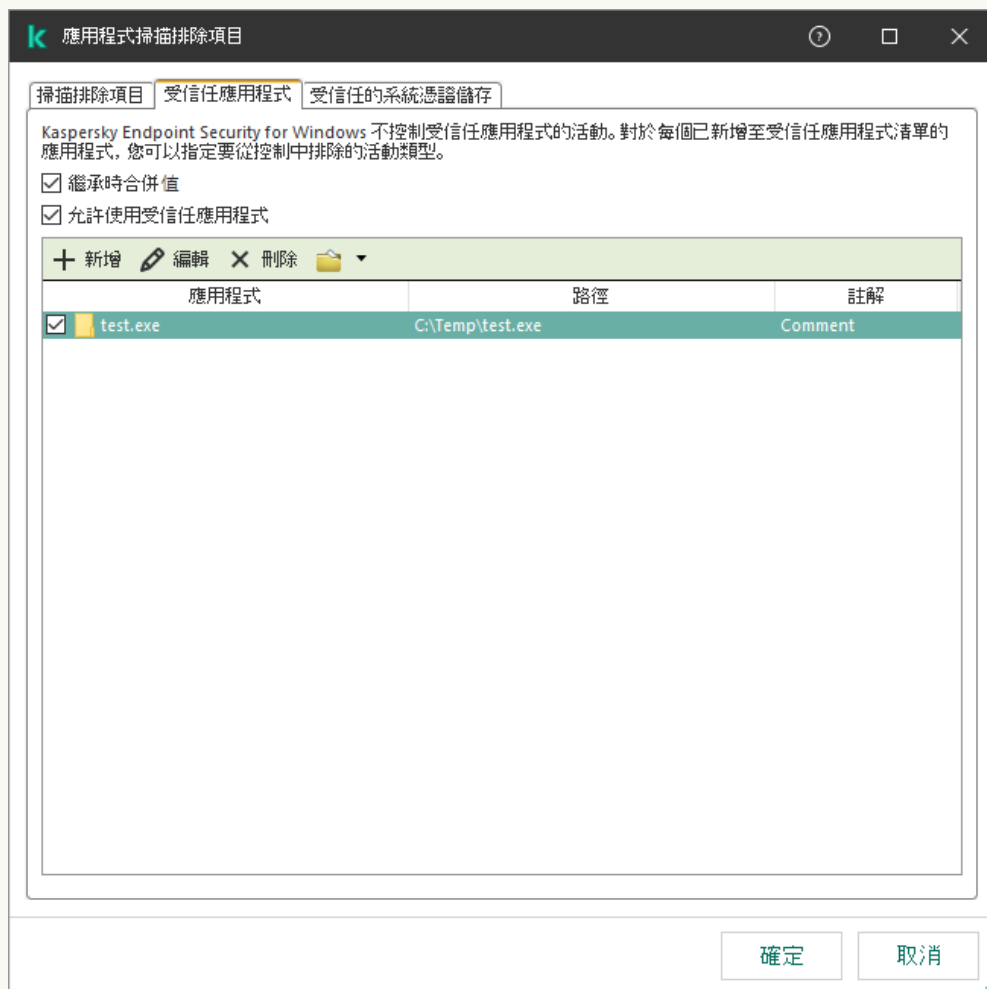 應用程式掃描排除項目
掃描排除項目 受信任應用程式 受信任的系統憑證儲存
Kaspersky Endpoint Security for Windows 不控制受信任應用程式的活動。對於每個已新增至受信任應用程式清單的
應用程式，您可以指定要從控制中排除的活動類型。
繼承時合併值
允許使用受信任應用程式
新增 編輯 刪除
應用程式 路徑 註解
test.exe C:\Temp\test.exe Comment
確定 取消